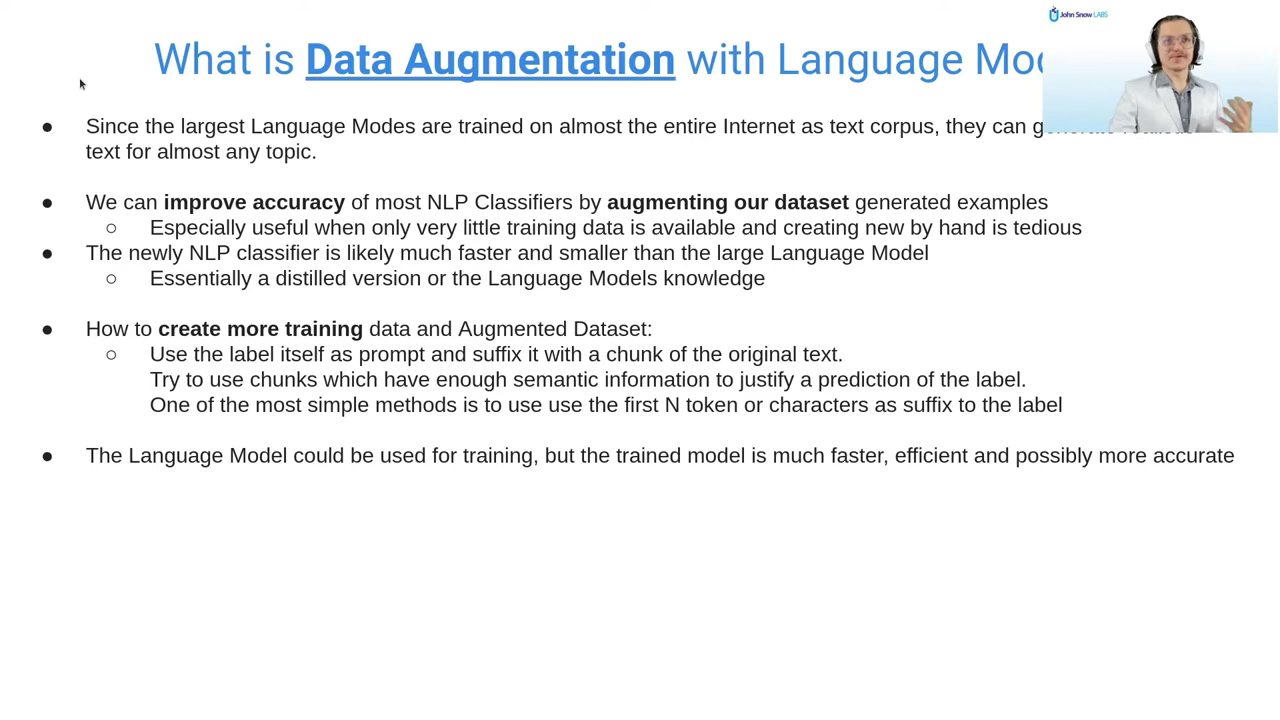 John Snow LABS
What is Data Augmentation with Language
● Since the largest Language Modes are trained on almost the entire Internet as text corpus, they can
text for almost any topic.
● We can improve accuracy of most NLP Classifiers by augmenting our dataset generated examples
○ Especially useful when only very little training data is available and creating new by hand is tedious
● The newly NLP classifier is likely much faster and smaller than the large Language Model
○ Essentially a distilled version or the Language Models knowledge
● How to create more training data and Augmented Dataset:
○ Use the label itself as prompt and suffix it with a chunk of the original text.
Try to use chunks which have enough semantic information to justify a prediction of the label.
One of the most simple methods is to use use the first N token or characters as suffix to the label
● The Language Model could be used for training, but the trained model is much faster, efficient and possibly more accurate